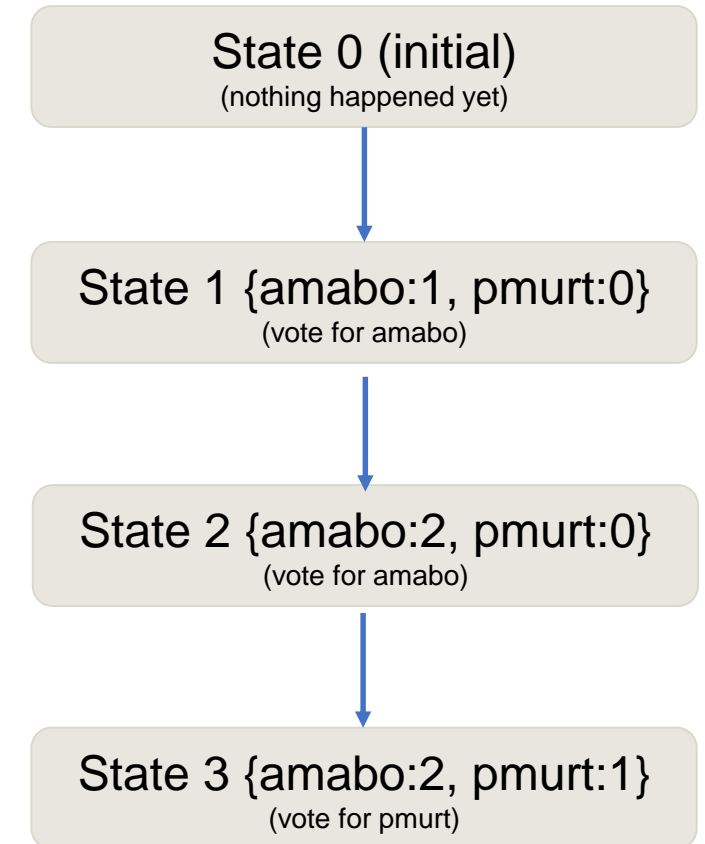 State 0 (initial)
(nothing happened yet)
State 1 {amabo:1, pmurt:0}
(vote for amabo)
State 2 {amabo:2, pmurt:0}
(vote for amabo)
State 3 {amabo:2, pmurt:1}
(vote for pmurt)